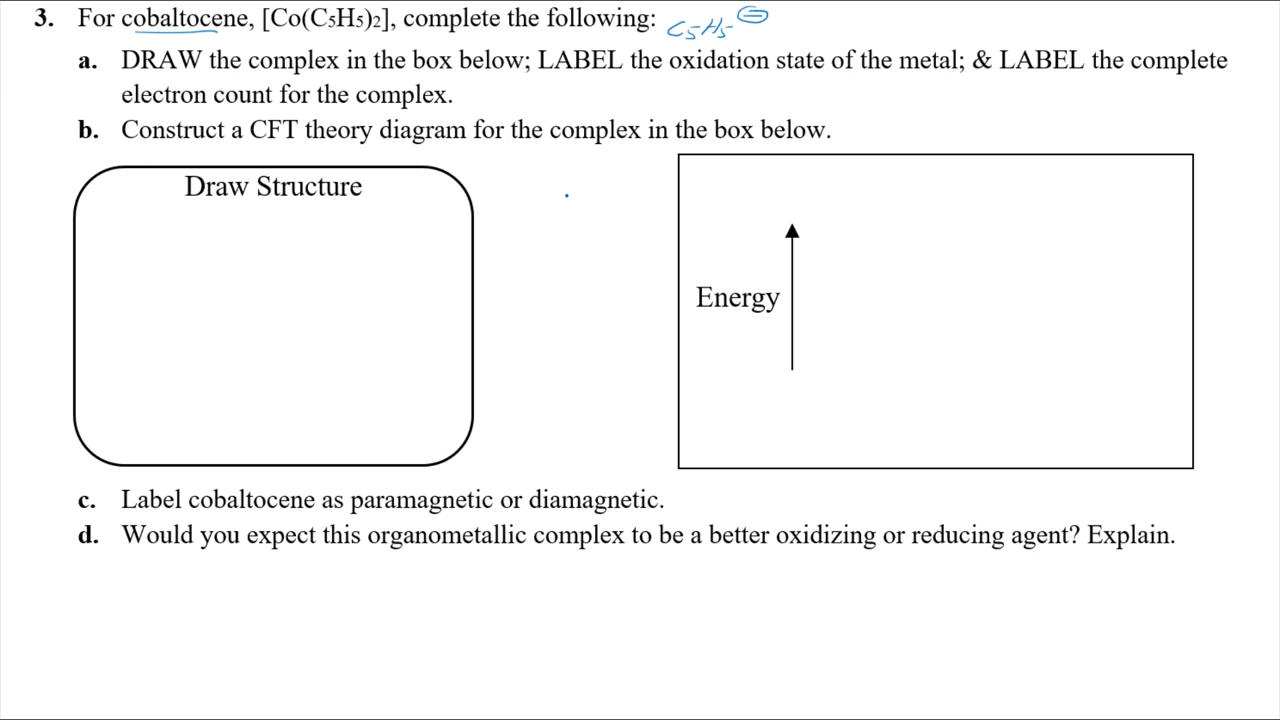 3. For cobaltocene, [Co(C₅H₅)₂], complete the following: C₅H₅⊖
a. DRAW the complex in the box below; LABEL the oxidation state of the metal; & LABEL the complete
electron count for the complex.
b. Construct a CFT theory diagram for the complex in the box below.
Draw Structure
Energy
c. Label cobaltocene as paramagnetic or diamagnetic.
d. Would you expect this organometallic complex to be a better oxidizing or reducing agent? Explain.